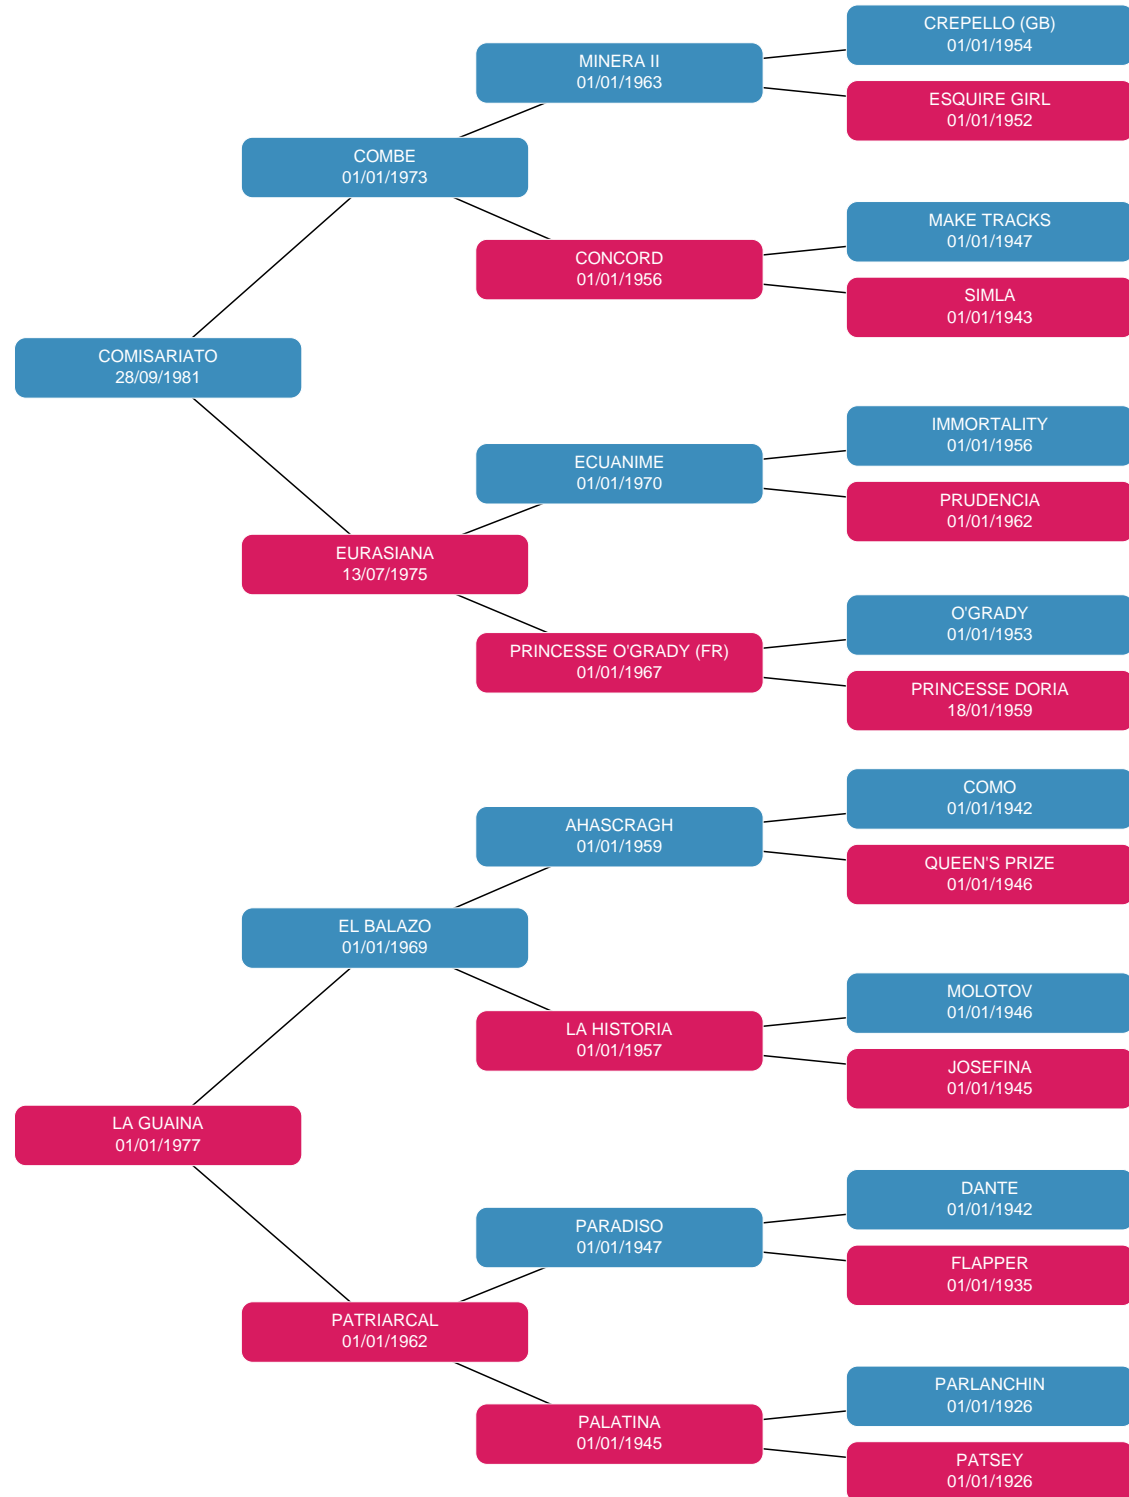 CREPELLO (GB)
01/01/1954
MINERA II
01/01/1963
ESQUIRE GIRL
01/01/1952
COMBE
01/01/1973
MAKE TRACKS
01/01/1947
CONCORD
01/01/1956
SIMLA
01/01/1943
COMISARIATO
28/09/1981
IMMORTALITY
01/01/1956
ECUANIME
01/01/1970
PRUDENCIA
01/01/1962
EURASIANA
13/07/1975
O'GRADY
01/01/1953
PRINCESSE O'GRADY (FR)
01/01/1967
PRINCESSE DORIA
18/01/1959
COMO
01/01/1942
AHASCRAGH
01/01/1959
QUEEN'S PRIZE
01/01/1946
EL BALAZO
01/01/1969
MOLOTOV
01/01/1946
LA HISTORIA
01/01/1957
JOSEFINA
01/01/1945
LA GUAINA
01/01/1977
DANTE
01/01/1942
PARADISO
01/01/1947
FLAPPER
01/01/1935
PATRIARCAL
01/01/1962
PARLANCHIN
01/01/1926
PALATINA
01/01/1945
PATSEY
01/01/1926